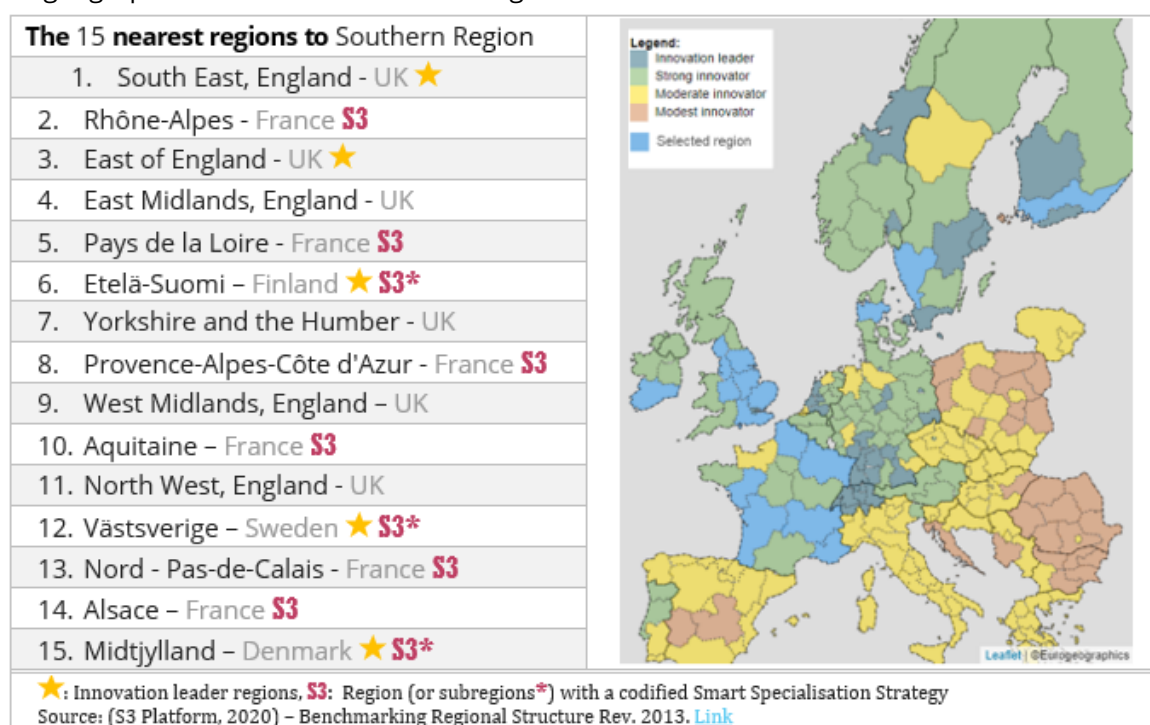 The 15 nearest regions to Southern Region
1. South East, England - UK ★
2. Rhône-Alpes - France S3
3. East of England - UK ★
4. East Midlands, England - UK
5. Pays de la Loire - France S3
6. Etelä-Suomi – Finland ★ S3*
7. Yorkshire and the Humber - UK
8. Provence-Alpes-Côte d'Azur - France S3
9. West Midlands, England – UK
10. Aquitaine – France S3
11. North West, England - UK
12. Västsverige – Sweden ★ S3*
13. Nord - Pas-de-Calais - France S3
14. Alsace – France S3
15. Midtjylland – Denmark ★ S3*
Legend:
Innovation leader
Strong innovator
Moderate innovator
Modest innovator
Selected region
Leaflet | ©Eurogeographics
★: Innovation leader regions, S3: Region (or subregions*) with a codified Smart Specialisation Strategy
Source: (S3 Platform, 2020) – Benchmarking Regional Structure Rev. 2013. Link